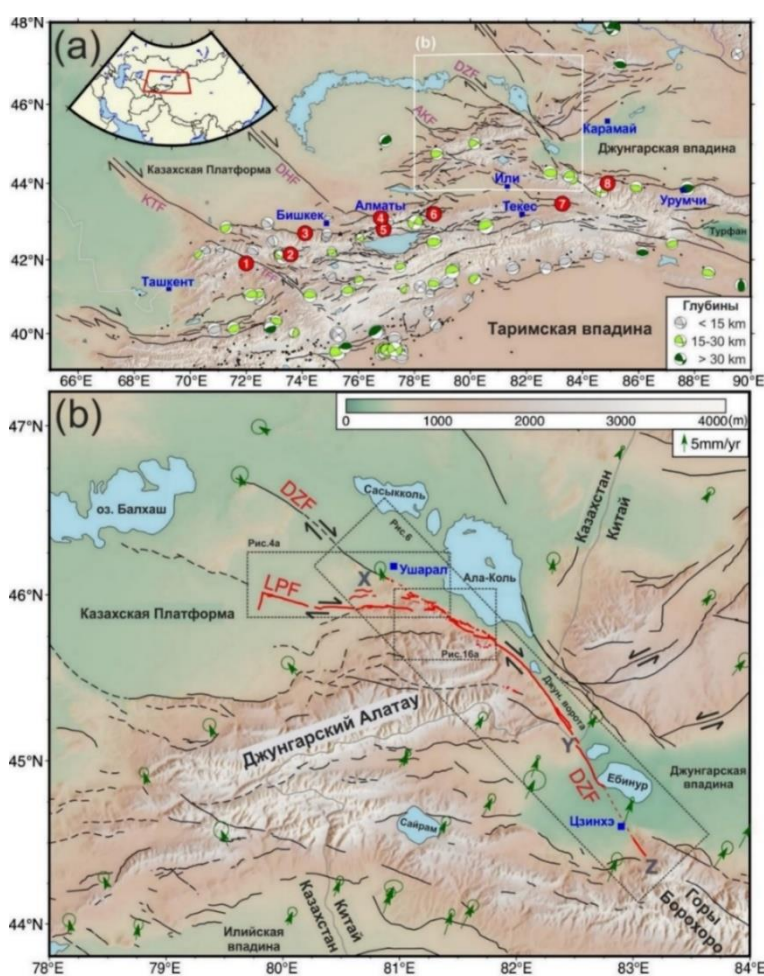 (a)
(b)
DZF
AKF
Карамай
Джунгарская впадина
Казахская Платформа
DHF
KTF
Или
8
Алматы
Бишкек
4
6
Текес
7
Урумчи
3
5
2
Турфан
1
TFF
Ташкент
Глубины
< 15 km
15-30 km
> 30 km
Таримская впадина
48°N
46°N
44°N
42°N
40°N
66°E
68°E
70°E
72°E
74°E
76°E
78°E
80°E
82°E
84°E
86°E
88°E
90°E
(b)
0
1000
2000
3000
4000(m)
5mm/yr
47°N
46°N
45°N
44°N
оз. Балхаш
DZF
Сасыкколь
Рис.6
Казахстан
Китай
Рис.4a
Ушарал
X
Ала-Коль
LPF
Казахская Платформа
Рис.16a
Джун. ворота
Джунгарский Алатау
Y
DZF
Ебинур
Джунгарская
впадина
Цзинхэ
Сайрам
Z
Горы
Борохоро
Казахстан
Китай
Илийская
впадина
78°E
79°E
80°E
81°E
82°E
83°E
84°E